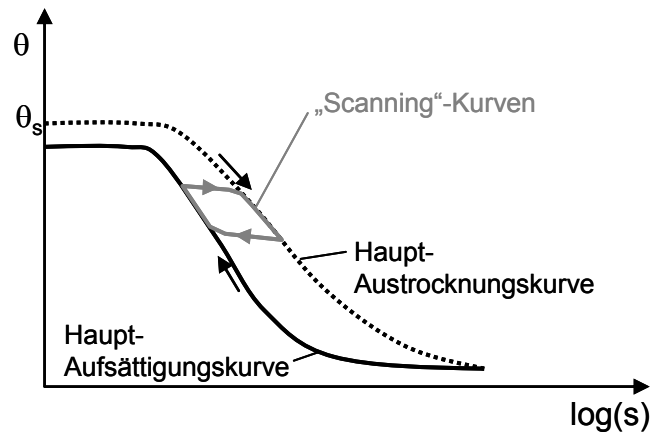 θ
θs
„Scanning“-Kurven
Haupt-
Austrocknungskurve
Haupt-
Aufsättigungskurve
log(s)